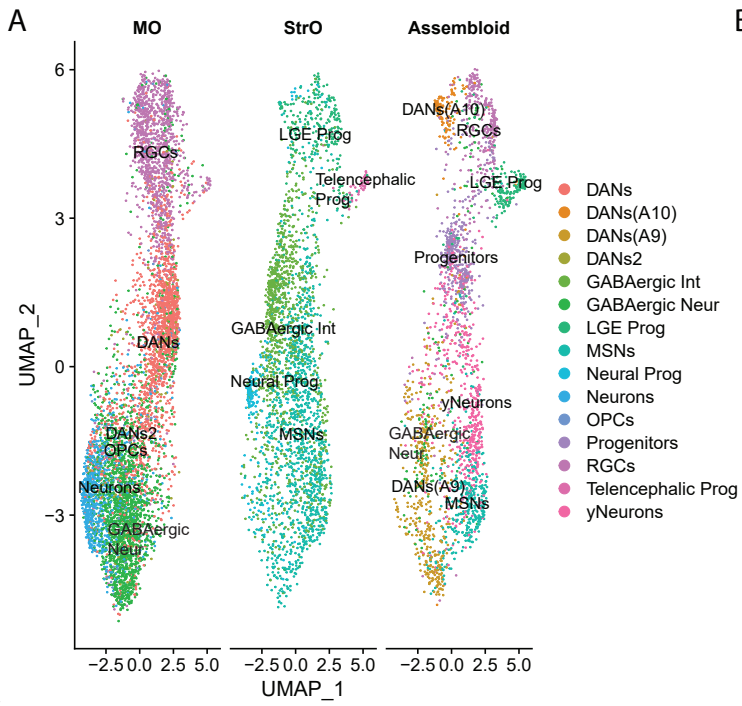 A
E
MO
StrO
Assembloid
6
3
0
−3
UMAP_2
RGCs
DANs
DANs2
OPCs
Neurons
GABAergic
Neur
LGE Prog
Telencephalic
Prog
GABAergic Int
Neural Prog
MSNs
DANs(A10)
RGCs
LGE Prog
Progenitors
yNeurons
GABAergic
Neur
DANs(A9)
MSNs
−2.5 0.0 2.5 5.0
−2.5 0.0 2.5 5.0
−2.5 0.0 2.5 5.0
UMAP_1
DANs
DANs(A10)
DANs(A9)
DANs2
GABAergic Int
GABAergic Neur
LGE Prog
MSNs
Neural Prog
Neurons
OPCs
Progenitors
RGCs
Telencephalic Prog
yNeurons